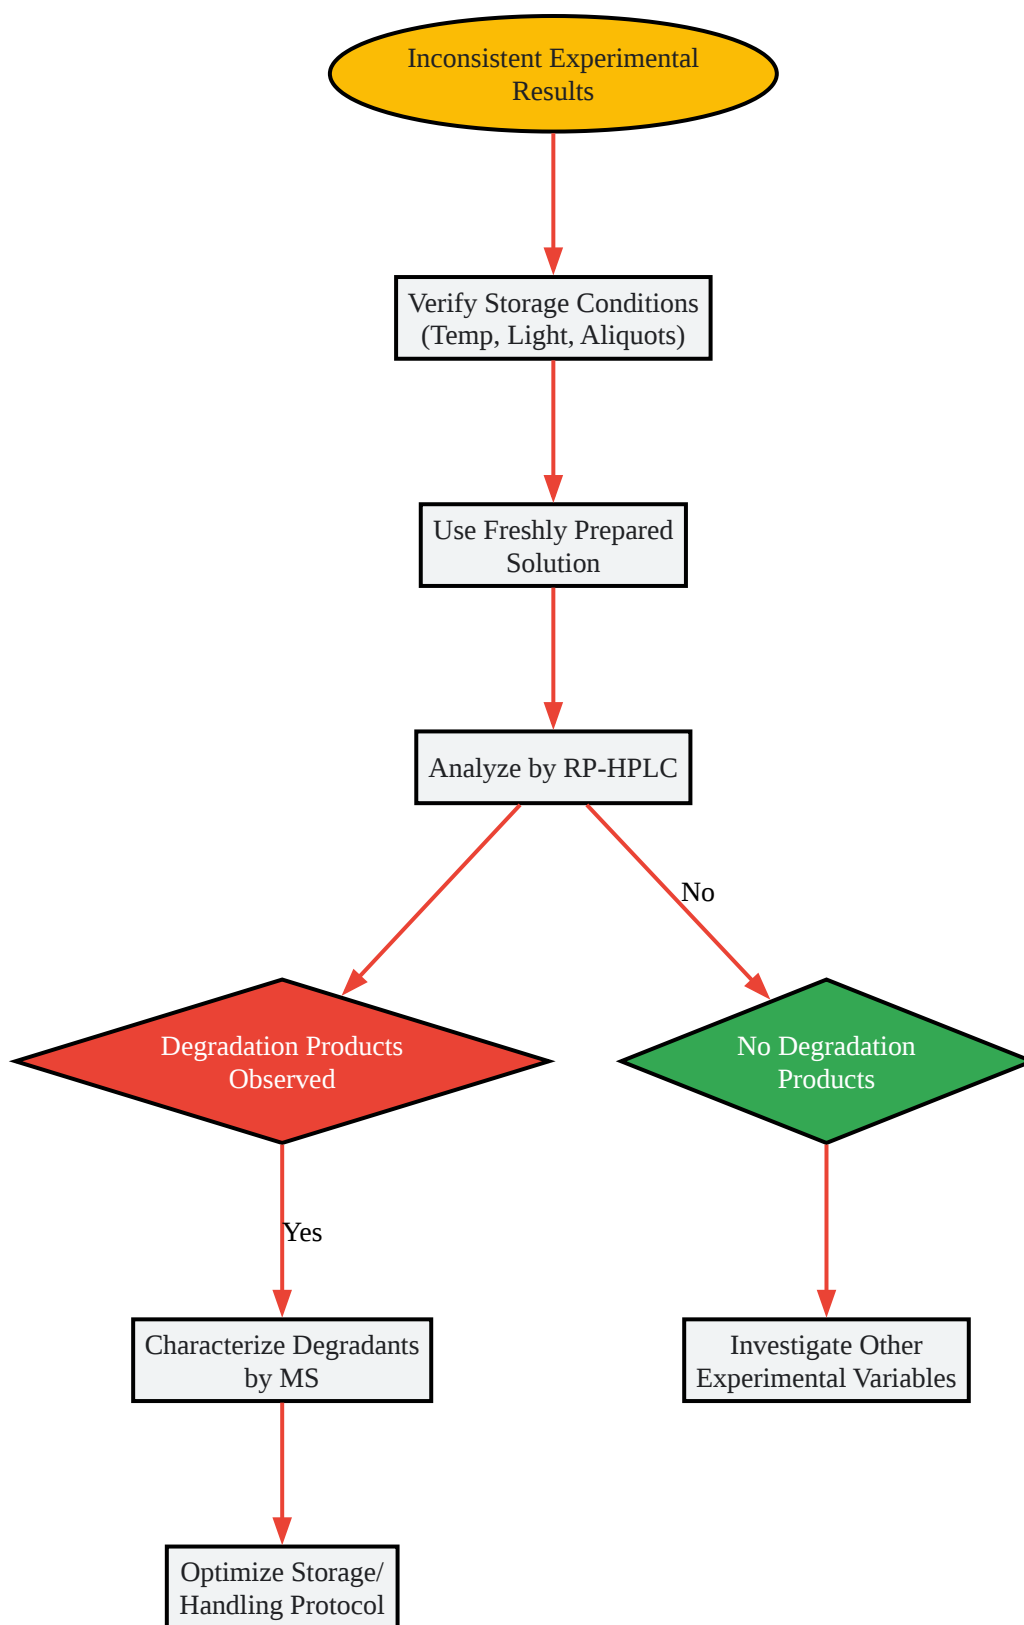 Inconsistent Experimental
Results
Verify Storage Conditions
(Temp, Light, Aliquots)
Use Freshly Prepared
Solution
Analyze by RP-HPLC
No
Degradation Products
Observed
No Degradation
Products
Yes
Characterize Degradants
by MS
Investigate Other
Experimental Variables
Optimize Storage/
Handling Protocol